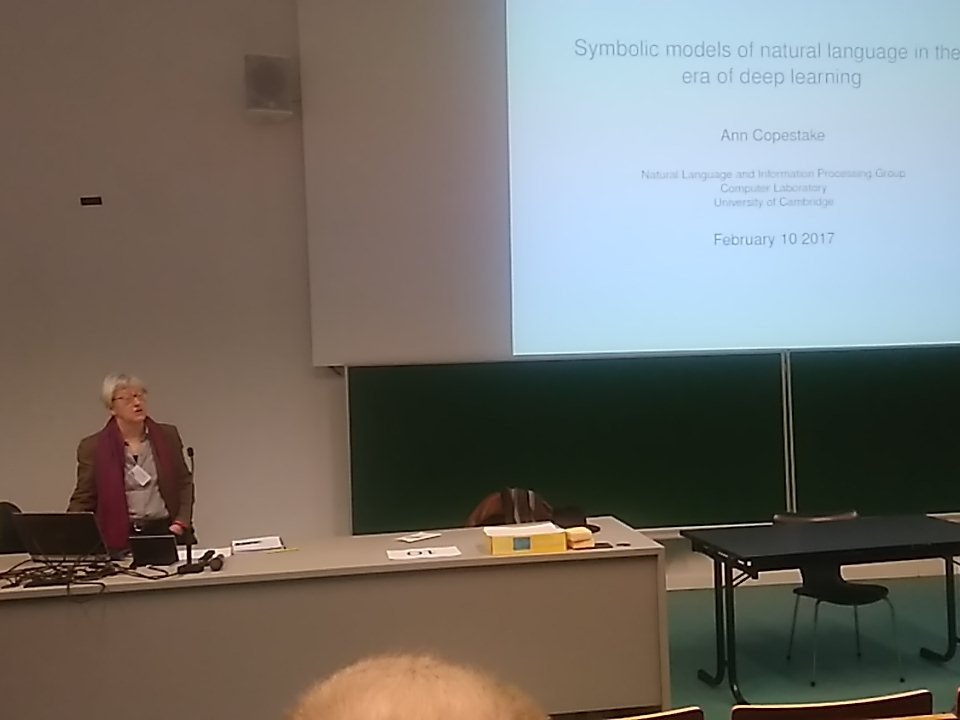 Symbolic models of natural language in the
era of deep learning
Ann Copestake
Natural Language and Information Processing Group
Computer Laboratory
University of Cambridge
February 10 2017